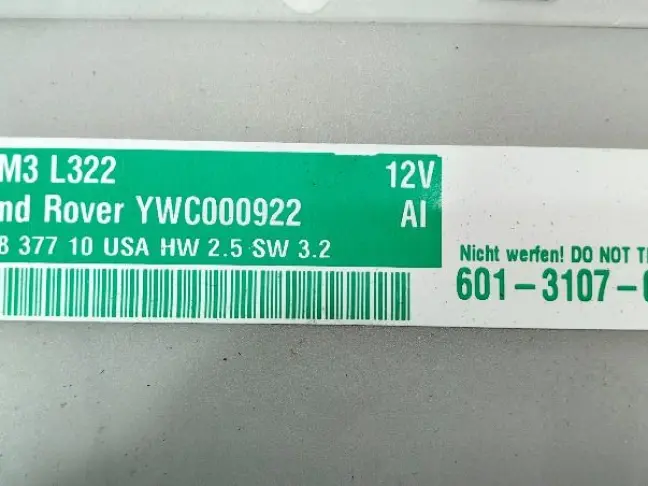 M3 L322 12V
nd Rover YWC000922 AI
8 377 10 USA HW 2.5 SW 3.2
Nicht werfen! DO NOT T
601-3107-